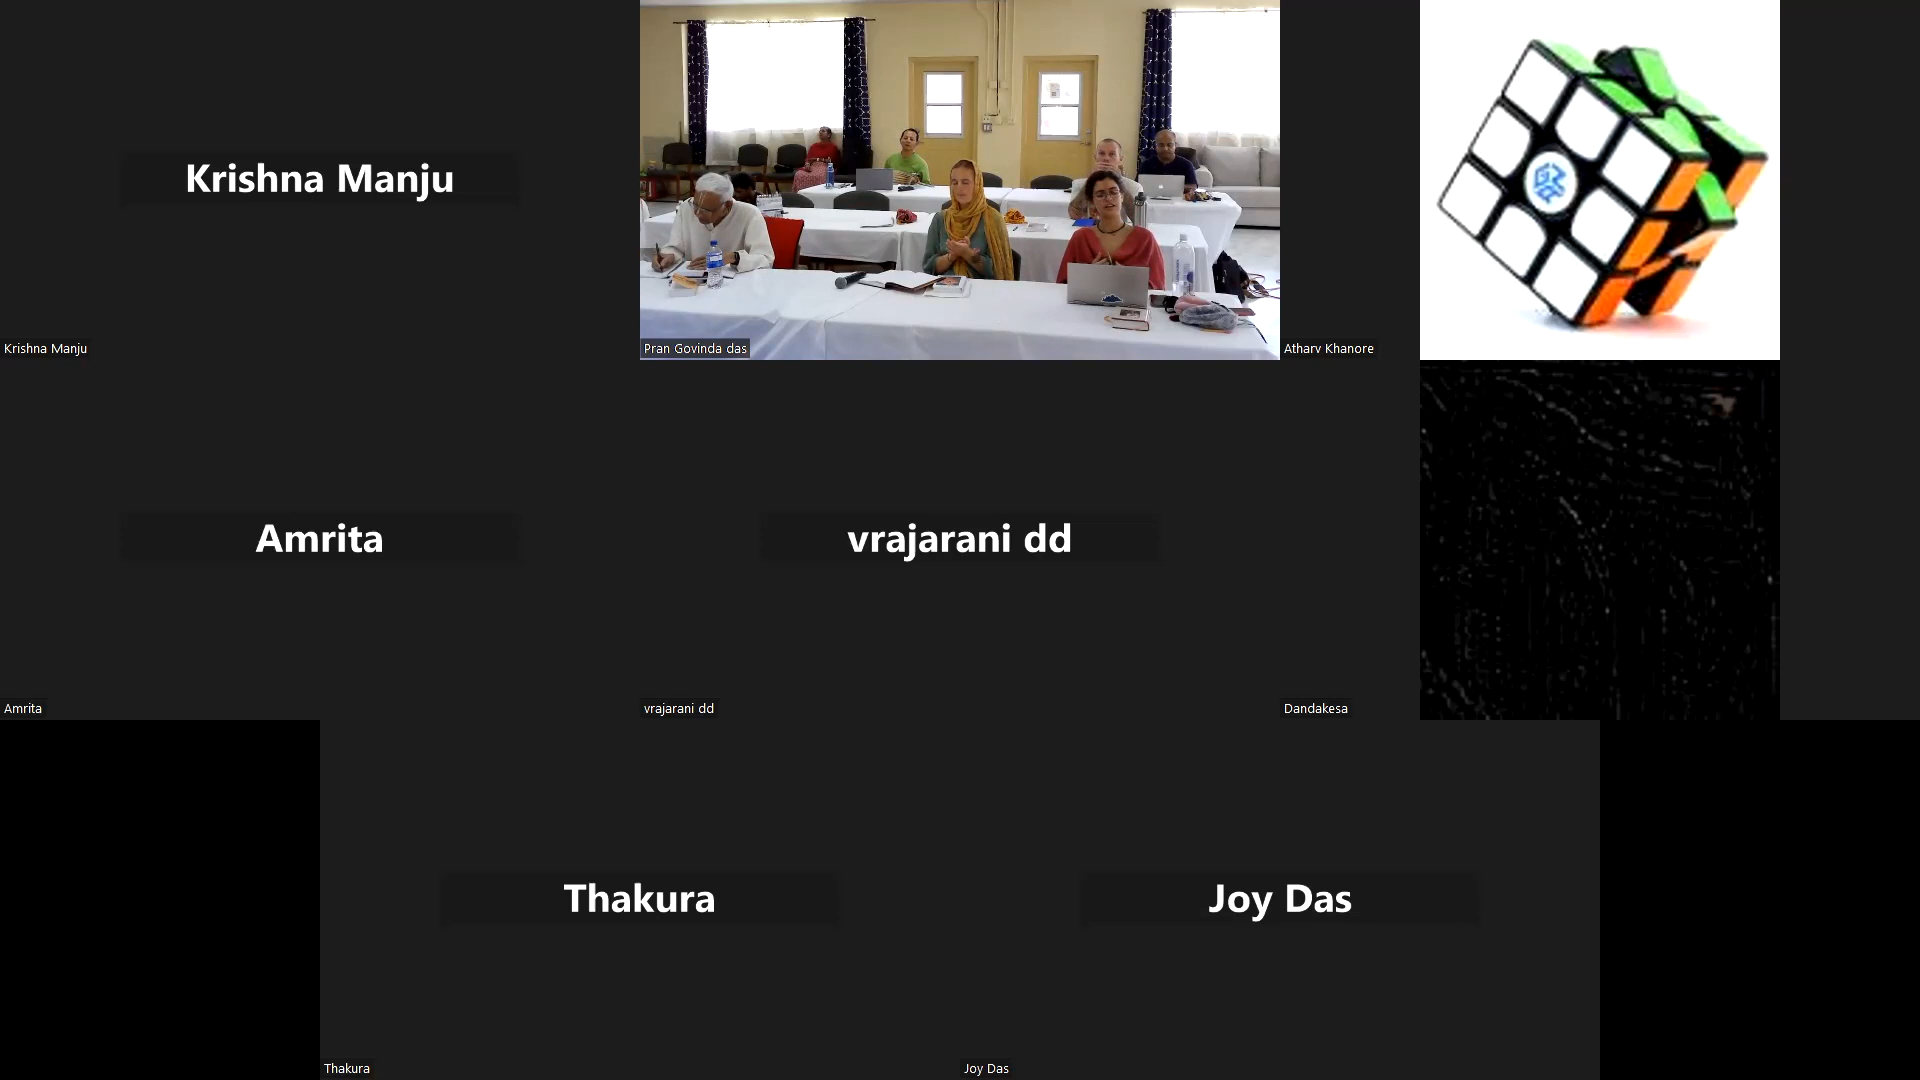 Krishna Manju
Krishna Manju
Pran Govinda das
Atharv Khanore
Amrita
vrajarani dd
Amrita
vrajarani dd
Dandakesa
Thakura
Joy Das
Thakura
Joy Das